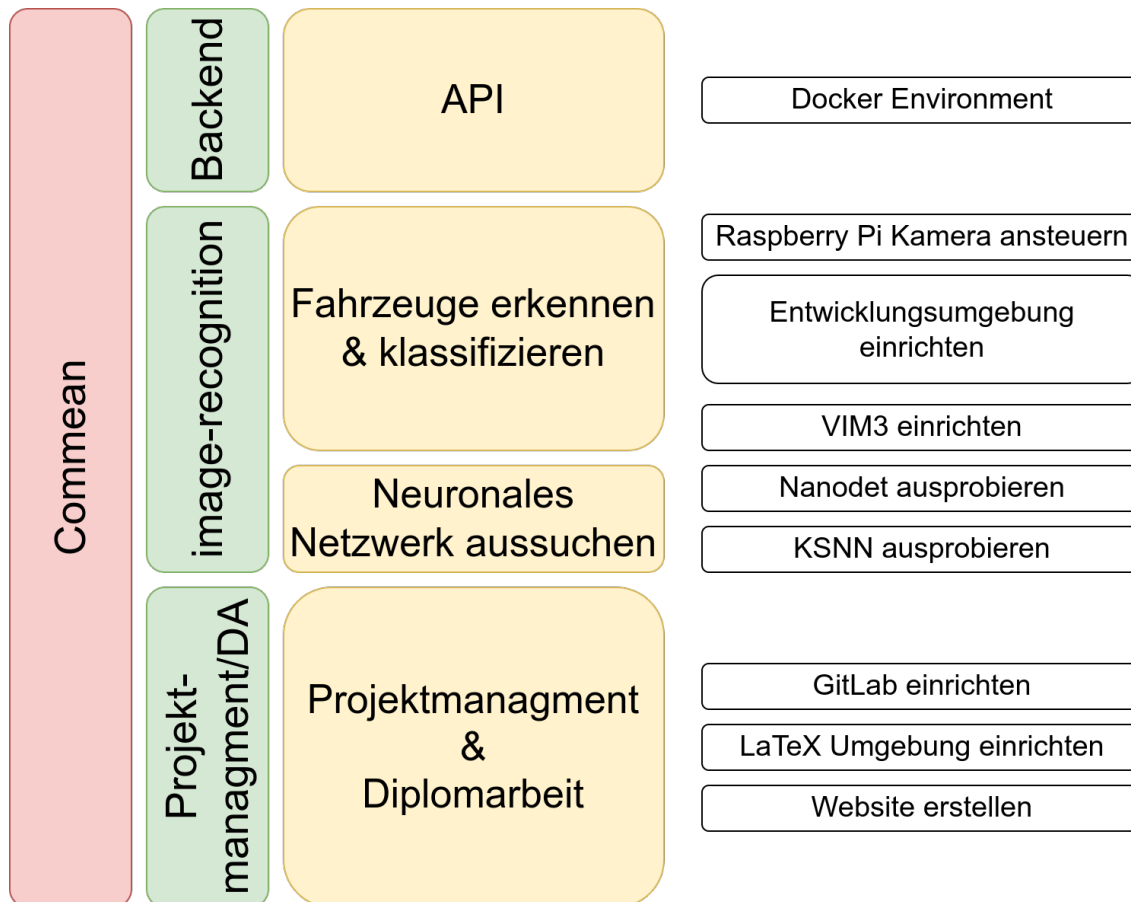 Commean
Backend
API
Docker Environment
image-recognition
Fahrzeuge erkennen
& klassifizieren
Raspberry Pi Kamera ansteuern
Entwicklungsumgebung
einrichten
VIM3 einrichten
Neuronales
Netzwerk aussuchen
Nanodet ausprobieren
KSNN ausprobieren
Projekt-
managment/DA
Projektmanagment
&
Diplomarbeit
GitLab einrichten
LaTeX Umgebung einrichten
Website erstellen